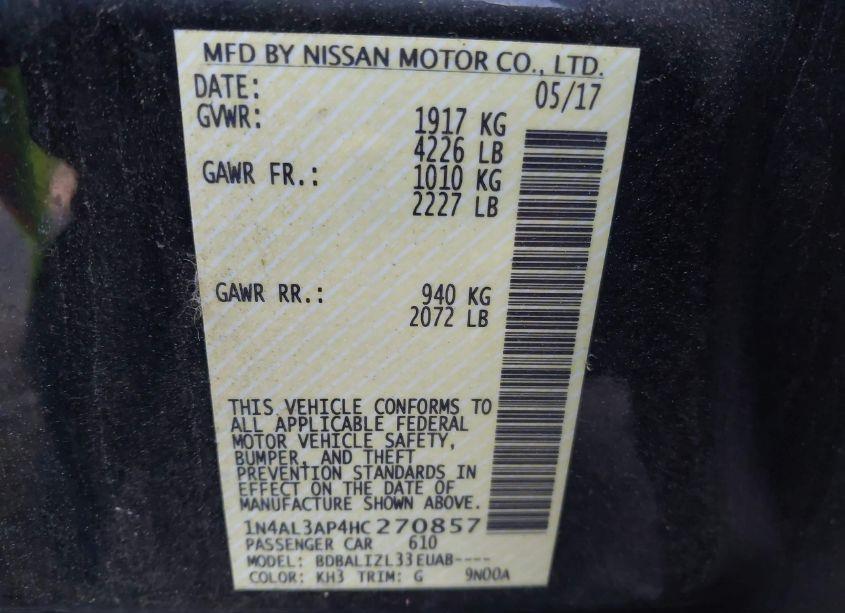 MFD BY NISSAN MOTOR CO., LTD.
DATE: 05/17
GVWR: 1917 KG
4226 LB
GAWR FR.: 1010 KG
2227 LB
GAWR RR.: 940 KG
2072 LB
THIS VEHICLE CONFORMS TO
ALL APPLICABLE FEDERAL
MOTOR VEHICLE SAFETY,
BUMPER, AND THEFT
PREVENTION STANDARDS IN
EFFECT ON THE DATE OF
MANUFACTURE SHOWN ABOVE.
1N4AL3AP4HC270857
PASSENGER CAR 610
MODEL: BDBALIZL33EUAB----
COLOR: KH3 TRIM: G 9N00A